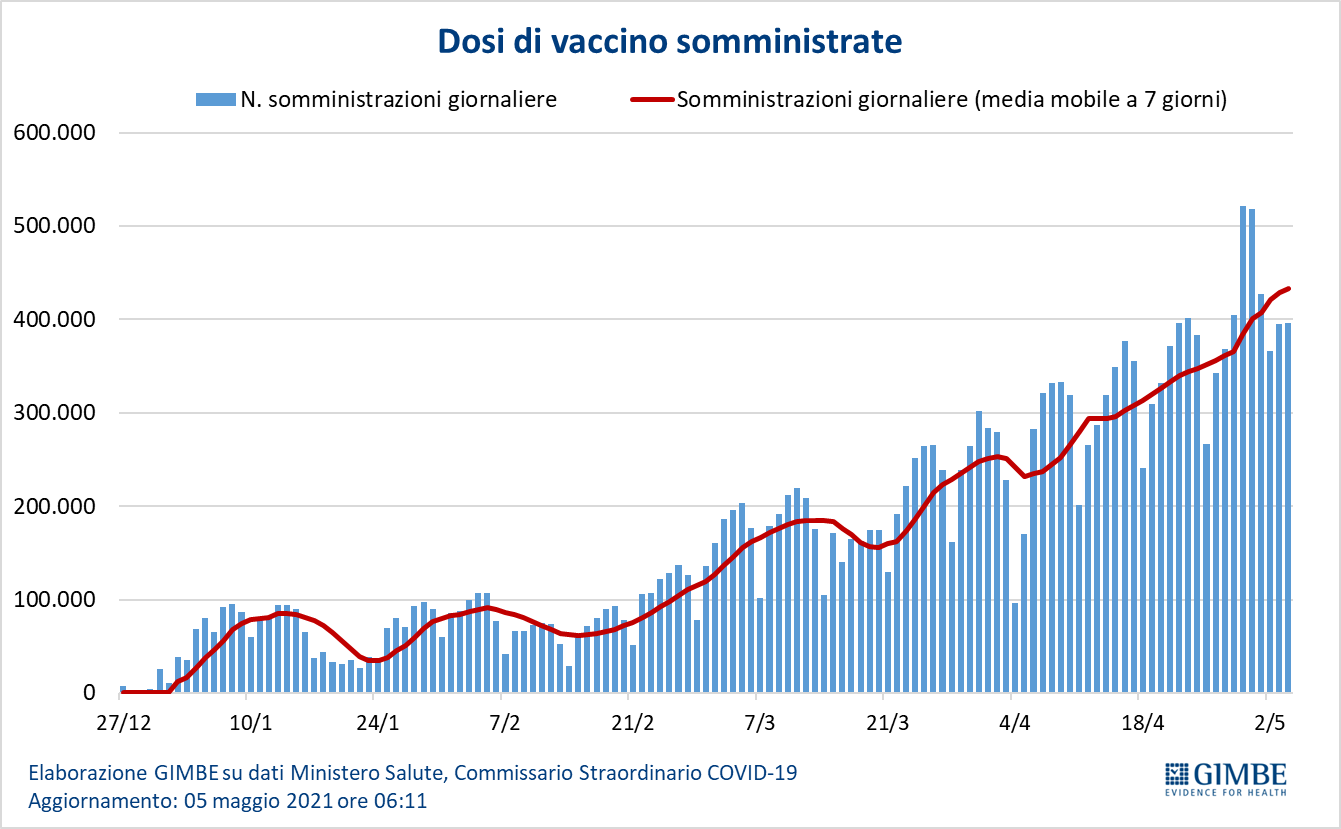 Dosi di vaccino somministrate
N. somministrazioni giornaliere Somministrazioni giornaliere (media mobile a 7 giorni)
600.000
500.000
400.000
300.000
200.000
100.000
0
27/12 10/1 24/1 7/2 21/2 7/3 21/3 4/4 18/4 2/5
Elaborazione GIMBE su dati Ministero Salute, Commissario Straordinario COVID-19
Aggiornamento: 05 maggio 2021 ore 06:11
GIMBE
EVIDENCE FOR HEALTH